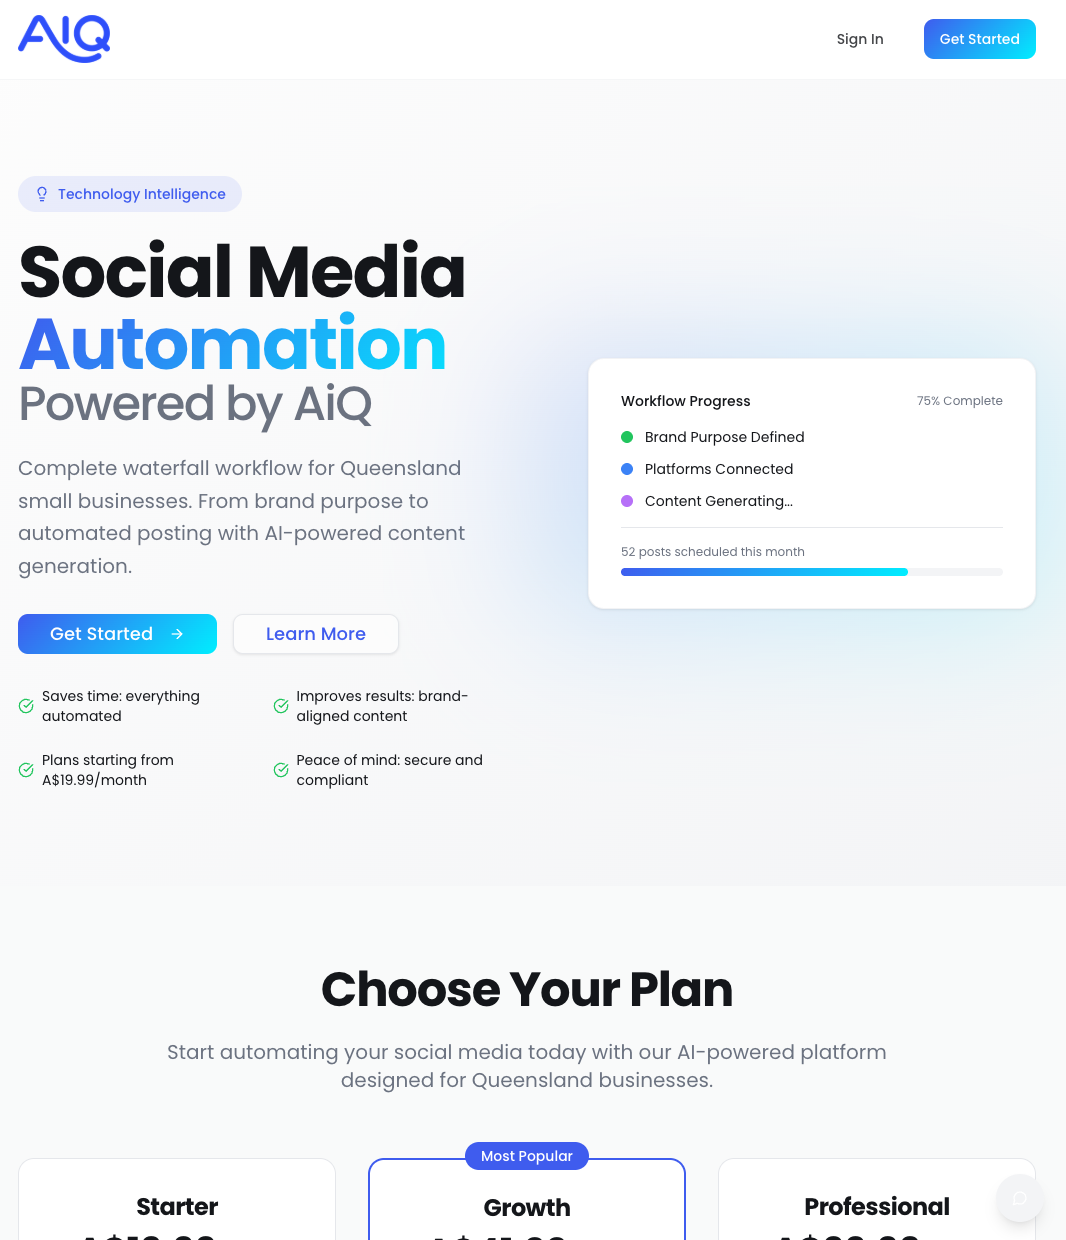 AIQ
Sign In
Get Started
Technology Intelligence
Social Media
Automation
Powered by AiQ
Complete waterfall workflow for Queensland
small businesses. From brand purpose to
automated posting with AI-powered content
generation.
Get Started
Learn More
Saves time: everything
automated
Improves results: brand-
aligned content
Plans starting from
A$19.99/month
Peace of mind: secure and
compliant
Workflow Progress
75% Complete
Brand Purpose Defined
Platforms Connected
Content Generating...
52 posts scheduled this month
Choose Your Plan
Start automating your social media today with our AI-powered platform
designed for Queensland businesses.
Starter
Most Popular
Growth
Professional